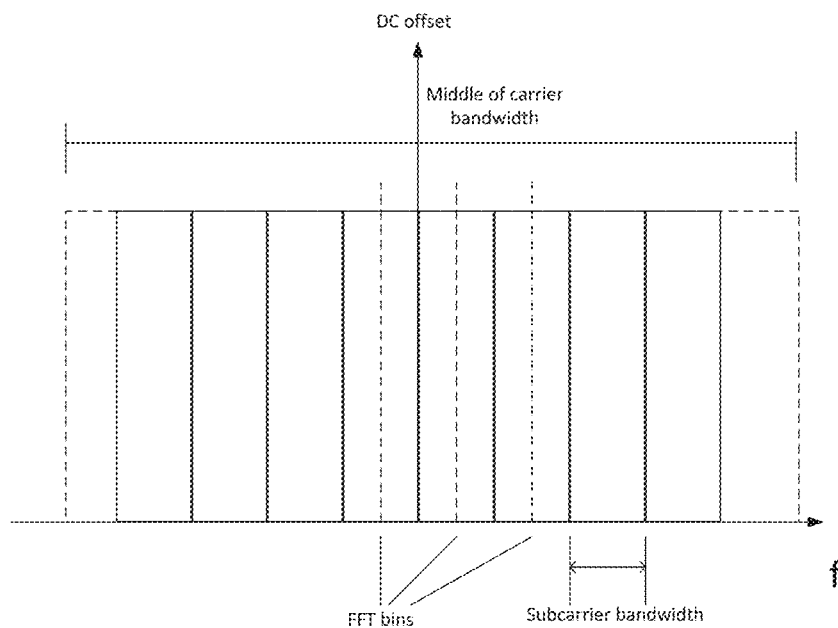 DC offset
Middle of carrier
bandwidth
f
FFT bins
Subcarrier bandwidth